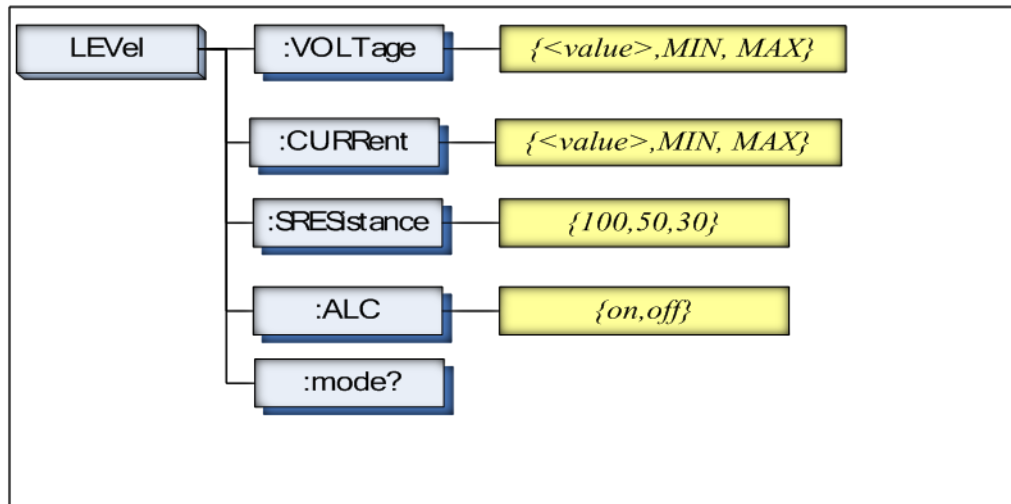 LEVel
:VOLTage
{<value>,MIN, MAX}
:CURRent
{<value>,MIN, MAX}
:SRESistance
{100,50,30}
:ALC
{on,off}
:mode?